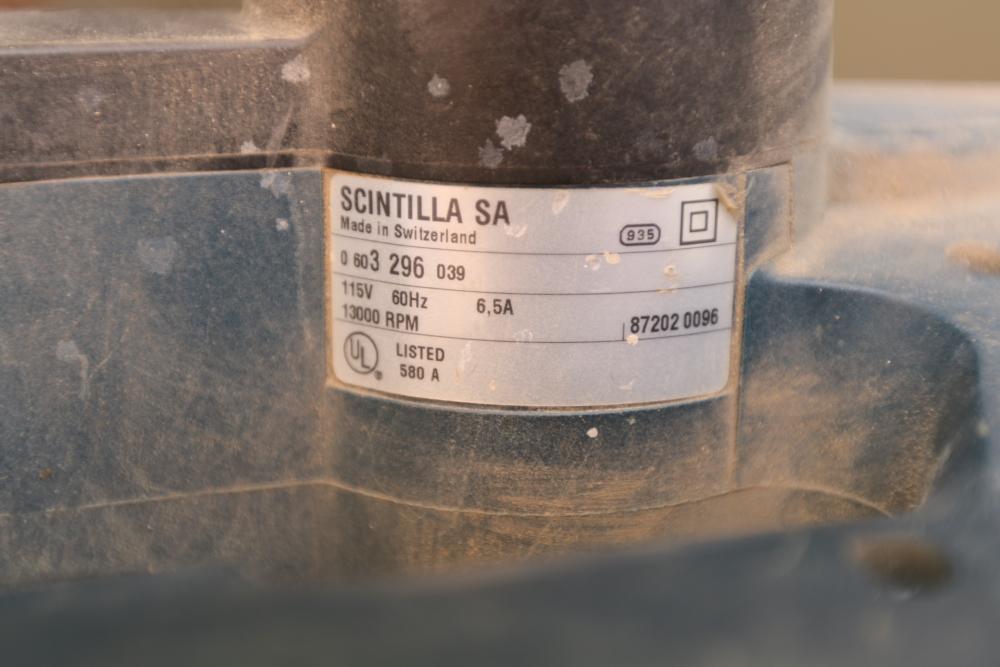 SCINTILLA SA
Made in Switzerland
935
0 603 296 039
115V 60Hz 6,5A
13000 RPM
87202 0096
UL ® LISTED
580 A